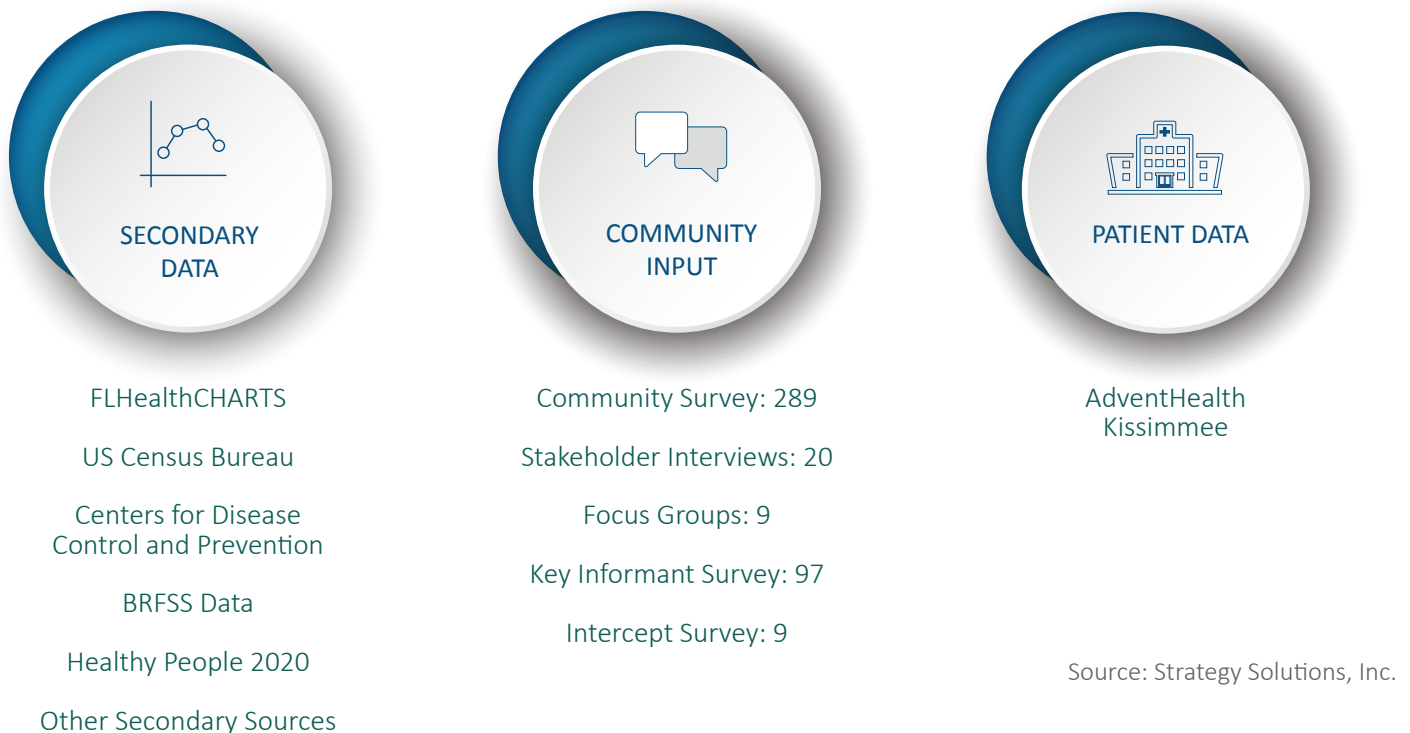 SECONDARY
DATA
FLHealthCHARTS
US Census Bureau
Centers for Disease
Control and Prevention
BRFSS Data
Healthy People 2020
Other Secondary Sources
COMMUNITY
INPUT
Community Survey: 289
Stakeholder Interviews: 20
Focus Groups: 9
Key Informant Survey: 97
Intercept Survey: 9
PATIENT DATA
AdventHealth
Kissimmee
Source: Strategy Solutions, Inc.